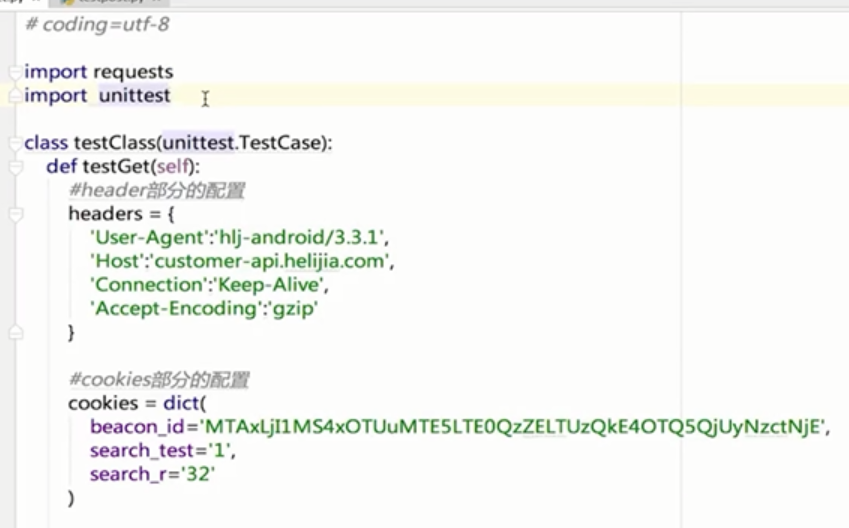 # coding=utf-8
import requests
import  unittest
class testClass(unittest.TestCase):
def testGet(self):
#header部分的配置
headers = {
'User-Agent':'hlj-android/3.3.1',
'Host':'customer-api.helijia.com',
'Connection':'Keep-Alive',
'Accept-Encoding':'gzip'
}
#cookies部分的配置
cookies = dict(
beacon_id='MTAxLjI1MS4xOTUuMTE5LTE0QzZELTUzQkE4OTQ5QjUyNzctNjE',
search_test='1',
search_r='32'
)